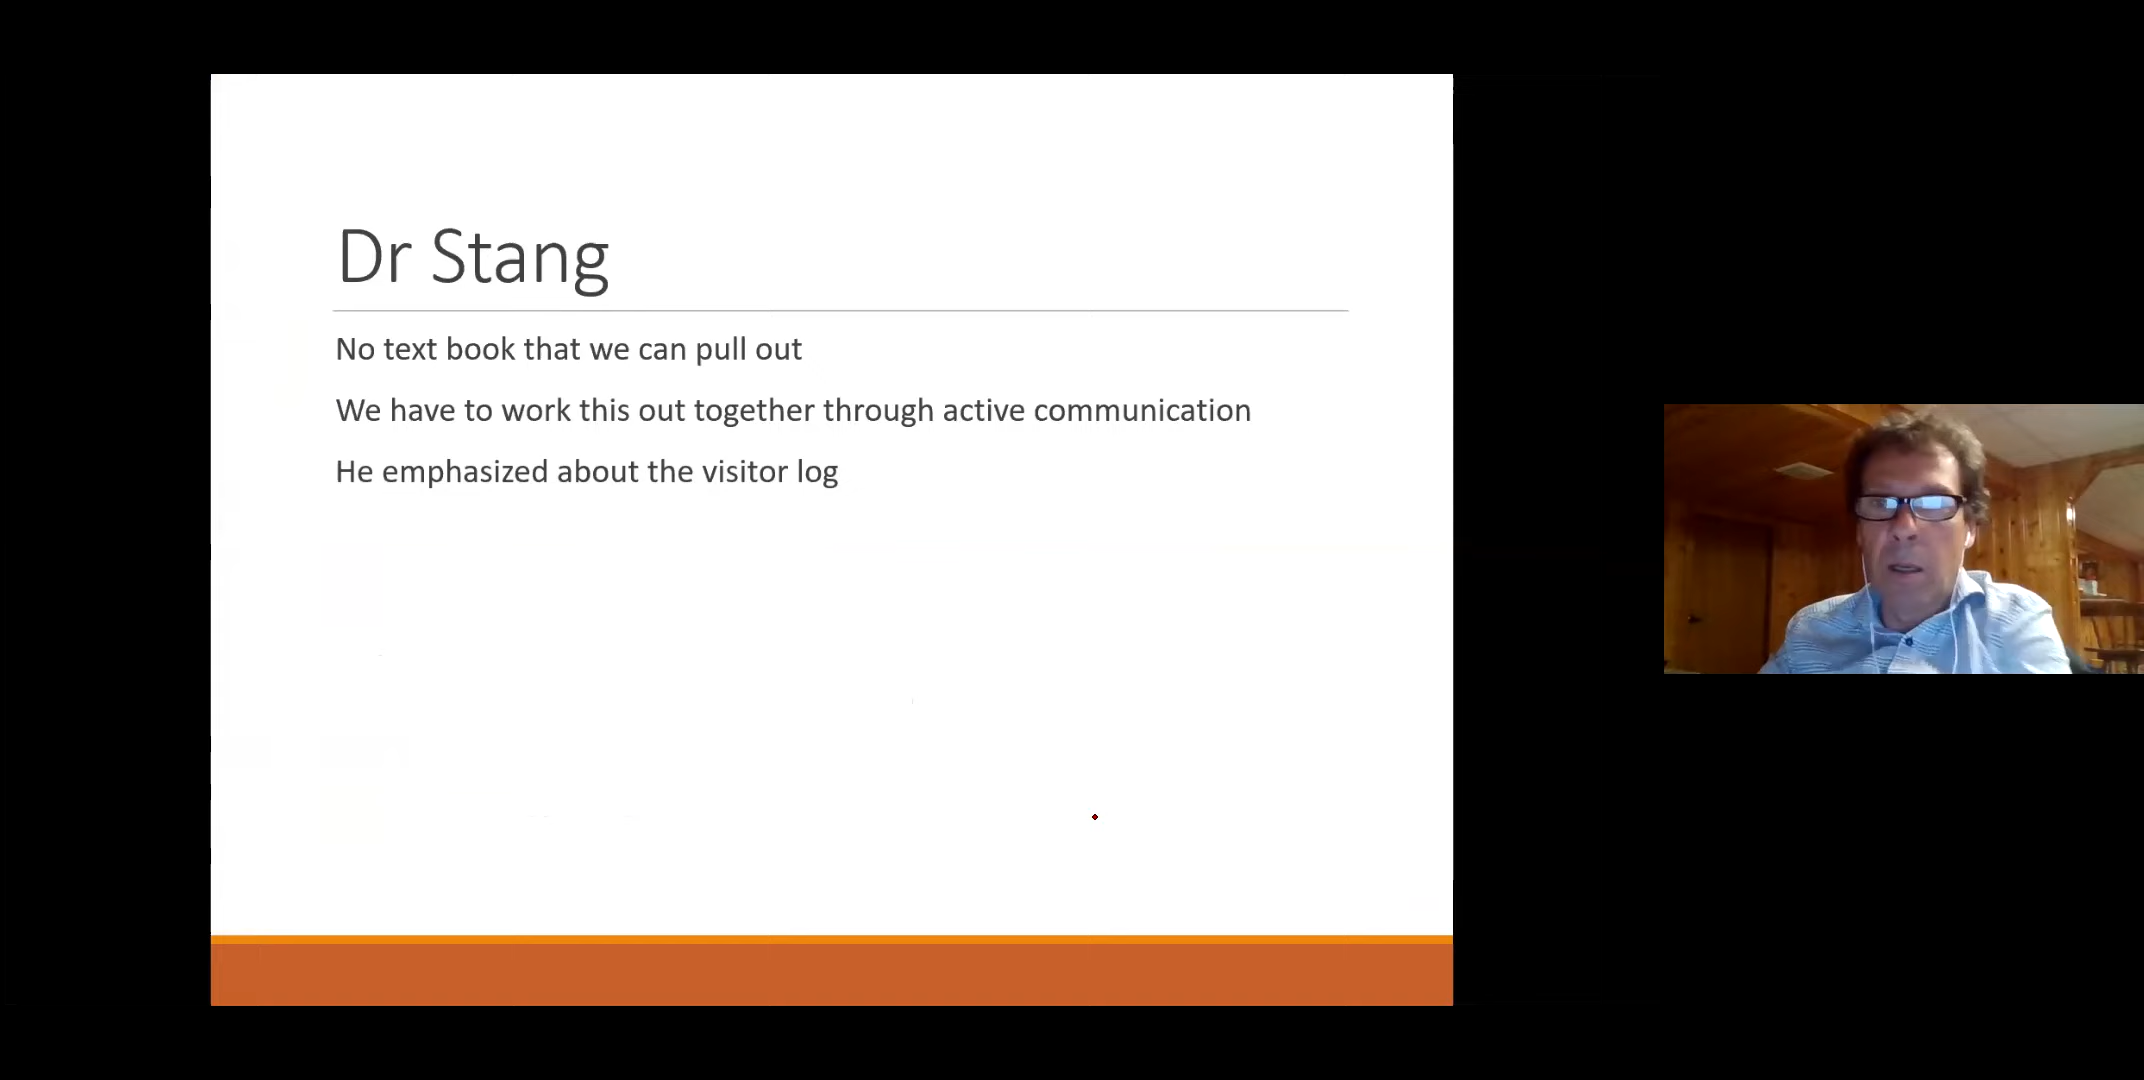 Dr Stang
No text book that we can pull out
We have to work this out together through active communication
He emphasized about the visitor log